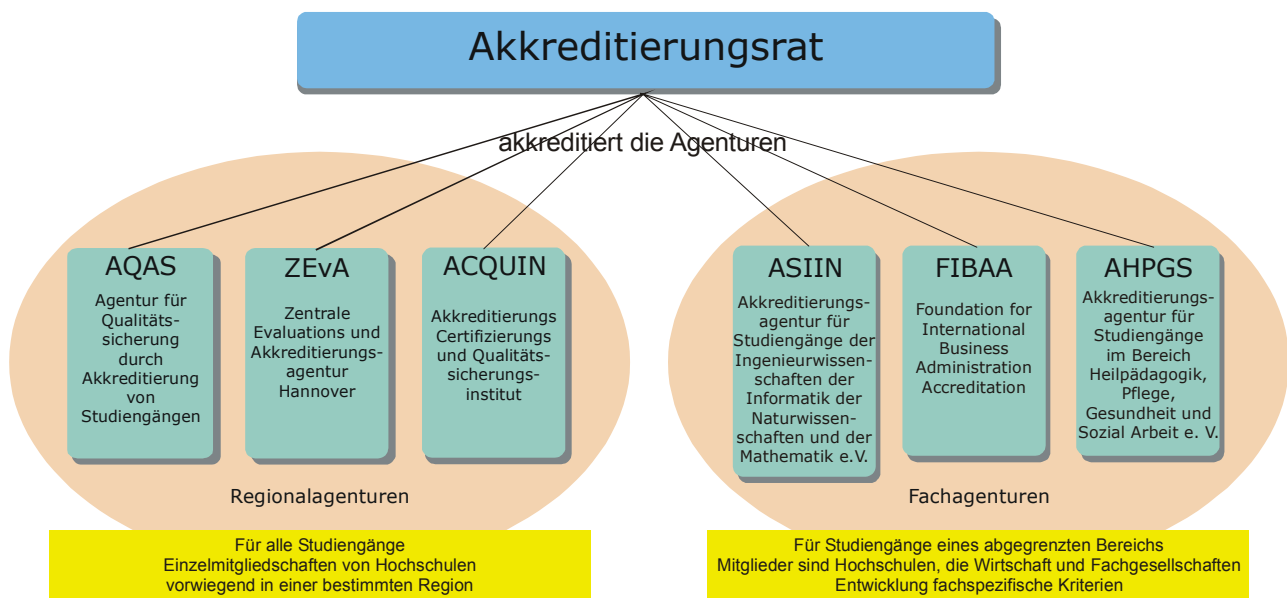 Akkreditierungsrat
akkreditiert die Agenturen
AQAS
Agentur für
Qualitäts-
sicherung
durch
Akkreditierung
von
Studiengängen
ZEvA
Zentrale
Evaluations und
Akkreditierungs-
agentur
Hannover
ACQUIN
Akkreditierungs
Certifizierungs
und Qualitäts-
sicherungs-
institut
Regionalagenturen
Für alle Studiengänge
Einzelmitgliedschaften von Hochschulen
vorwiegend in einer bestimmten Region
ASIIN
Akkreditierungs-
agentur für
Studiengänge der
Ingenieurwissen-
schaften der
Informatik der
Naturwissen-
schaften und der
Mathematik e.V.
FIBAA
Foundation for
International
Business
Administration
Accreditation
AHPGS
Akkreditierungs-
agentur für
Studiengänge
im Bereich
Heilpädagogik,
Pflege,
Gesundheit und
Sozial Arbeit e. V.
Fachagenturen
Für Studiengänge eines abgegrenzten Bereichs
Mitglieder sind Hochschulen, die Wirtschaft und Fachgesellschaften
Entwicklung fachspezifische Kriterien